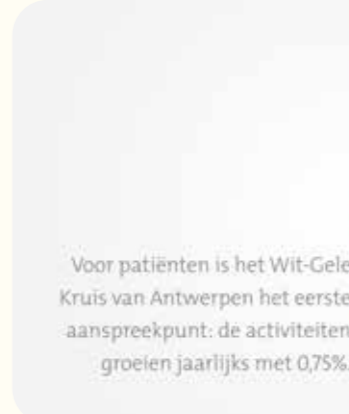 Voor patiënten is het Wit-Gele
Kruis van Antwerpen het eerste
aanspreekpunt: de activiteiten
groeien jaarlijks met 0,75%.